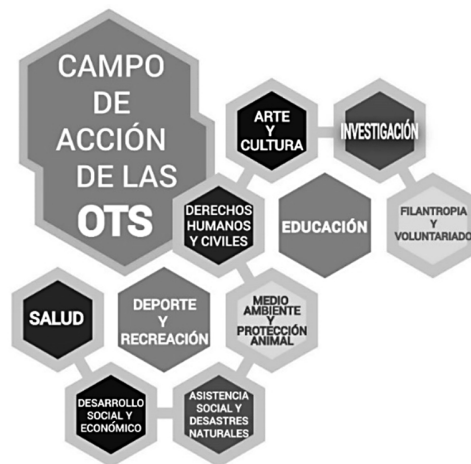 CAMPO
DE
ACCIÓN
DE LAS
OTS
ARTE
Y
CULTURA
INVESTIGACIÓN
DERECHOS
HUMANOS
Y CIVILES
EDUCACIÓN
FILANTROPIA
Y
VOLUNTARIADO
SALUD
DEPORTE
Y
RECREACIÓN
MEDIO
AMBIENTE
Y
PROTECCIÓN
ANIMAL
DESARROLLO
SOCIAL Y
ECONÓMICO
ASISTENCIA
SOCIAL Y
DESASTRES
NATURALES